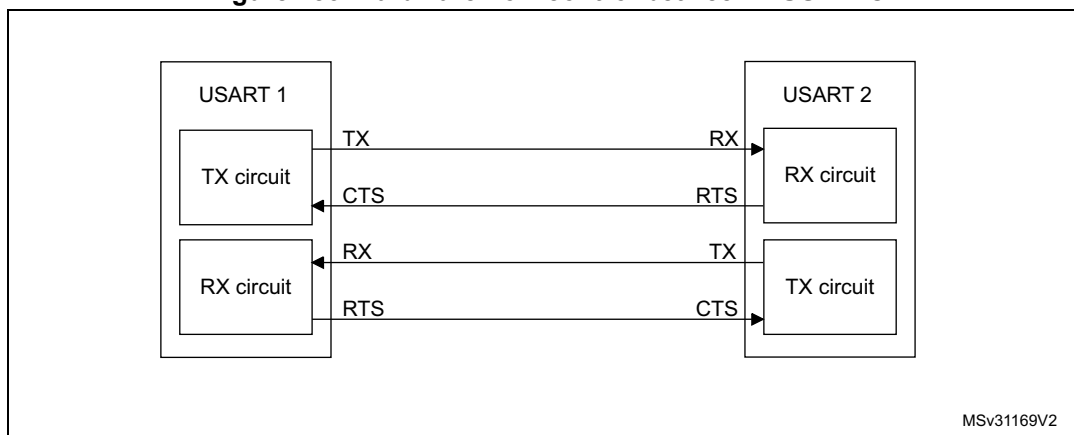 USART 1
USART 2
TX
RX
TX circuit
RX circuit
CTS
RTS
RX
TX
RX circuit
TX circuit
RTS
CTS
MSv31169V2